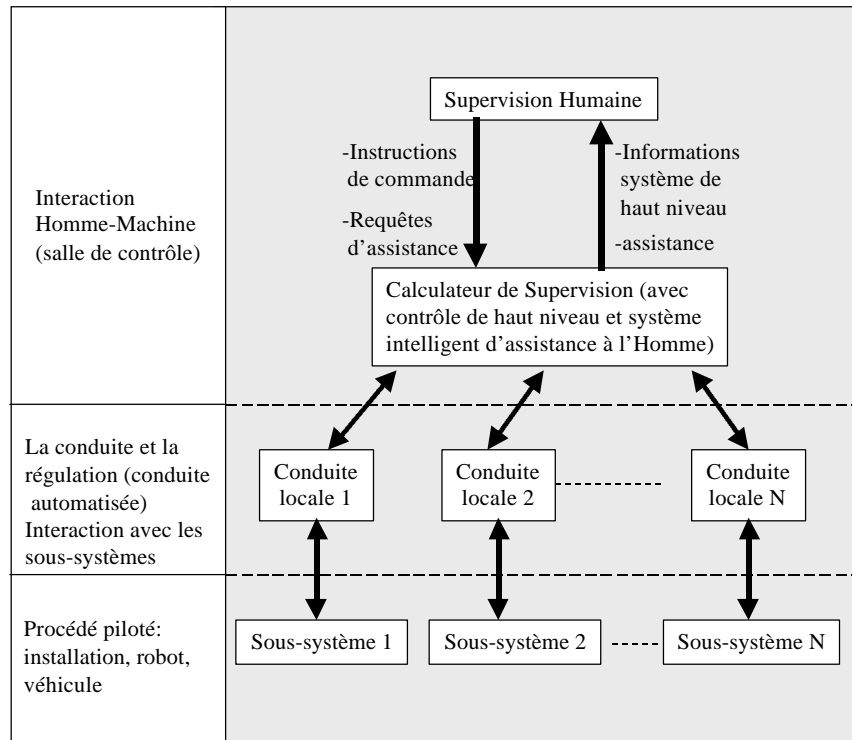 Supervision Humaine
-Instructions
de commande
-Requêtes
d'assistance
-Informations
système de
haut niveau
-assistance
Interaction
Homme-Machine
(salle de contrôle)
Calculateur de Supervision (avec
contrôle de haut niveau et système
intelligent d'assistance à l'Homme)
La conduite et la
régulation (conduite
automatisée)
Interaction avec les
sous-systèmes
Conduite
locale 1
Conduite
locale 2
Conduite
locale N
Procédé piloté:
installation, robot,
véhicule
Sous-système 1
Sous-système 2
Sous-système N